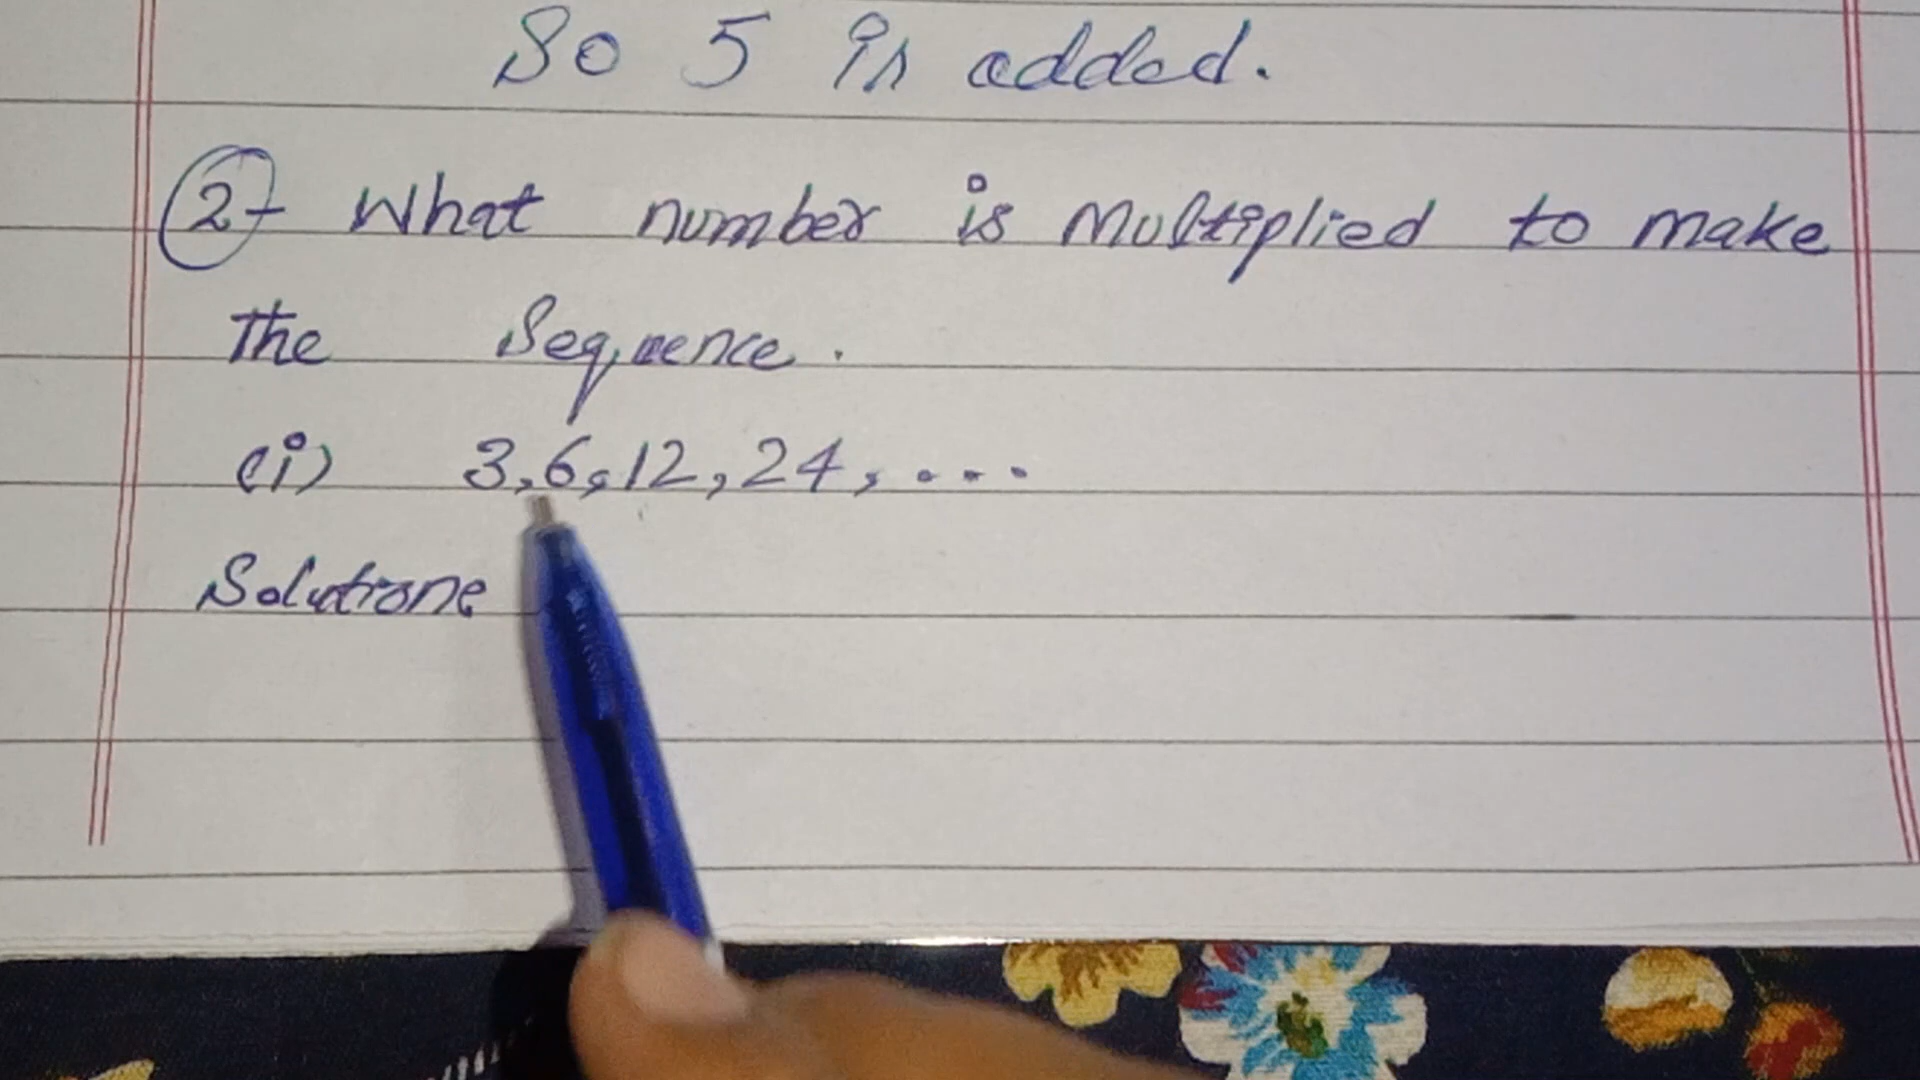 So 5 is added.
2- What number is Multiplied to make
The Sequence.
(i) 3,6,12,24, ...
Solutione